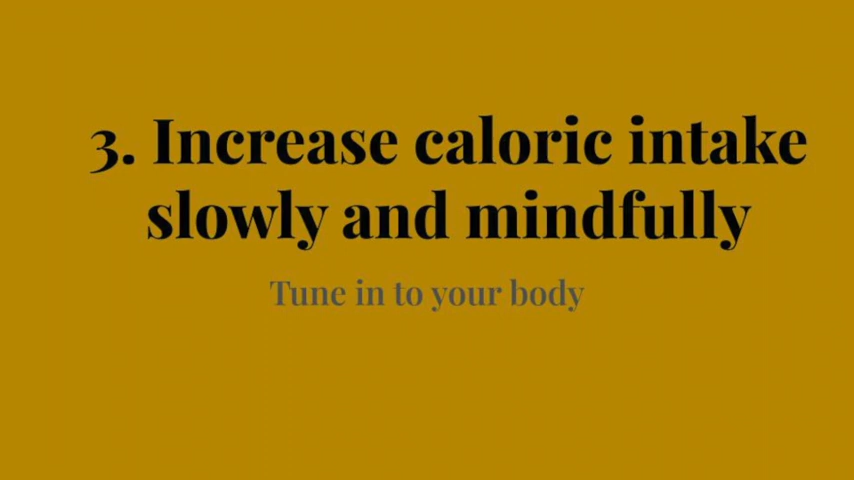 3. Increase caloric intake
slowly and mindfully
Tune in to your body